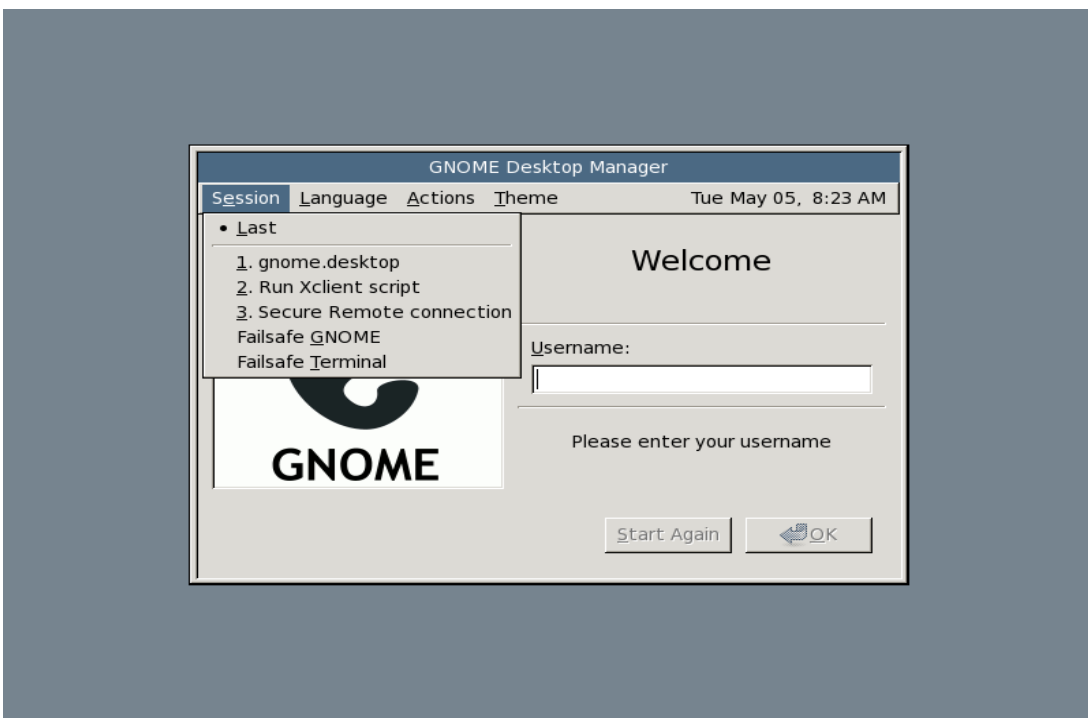 GNOME Desktop Manager
Session Language Actions Theme Tue May 05, 8:23 AM
• Last
1. gnome.desktop
2. Run Xclient script
3. Secure Remote connection
Failsafe GNOME
Failsafe Terminal
GNOME
Welcome
Username:
Please enter your username
Start Again OK